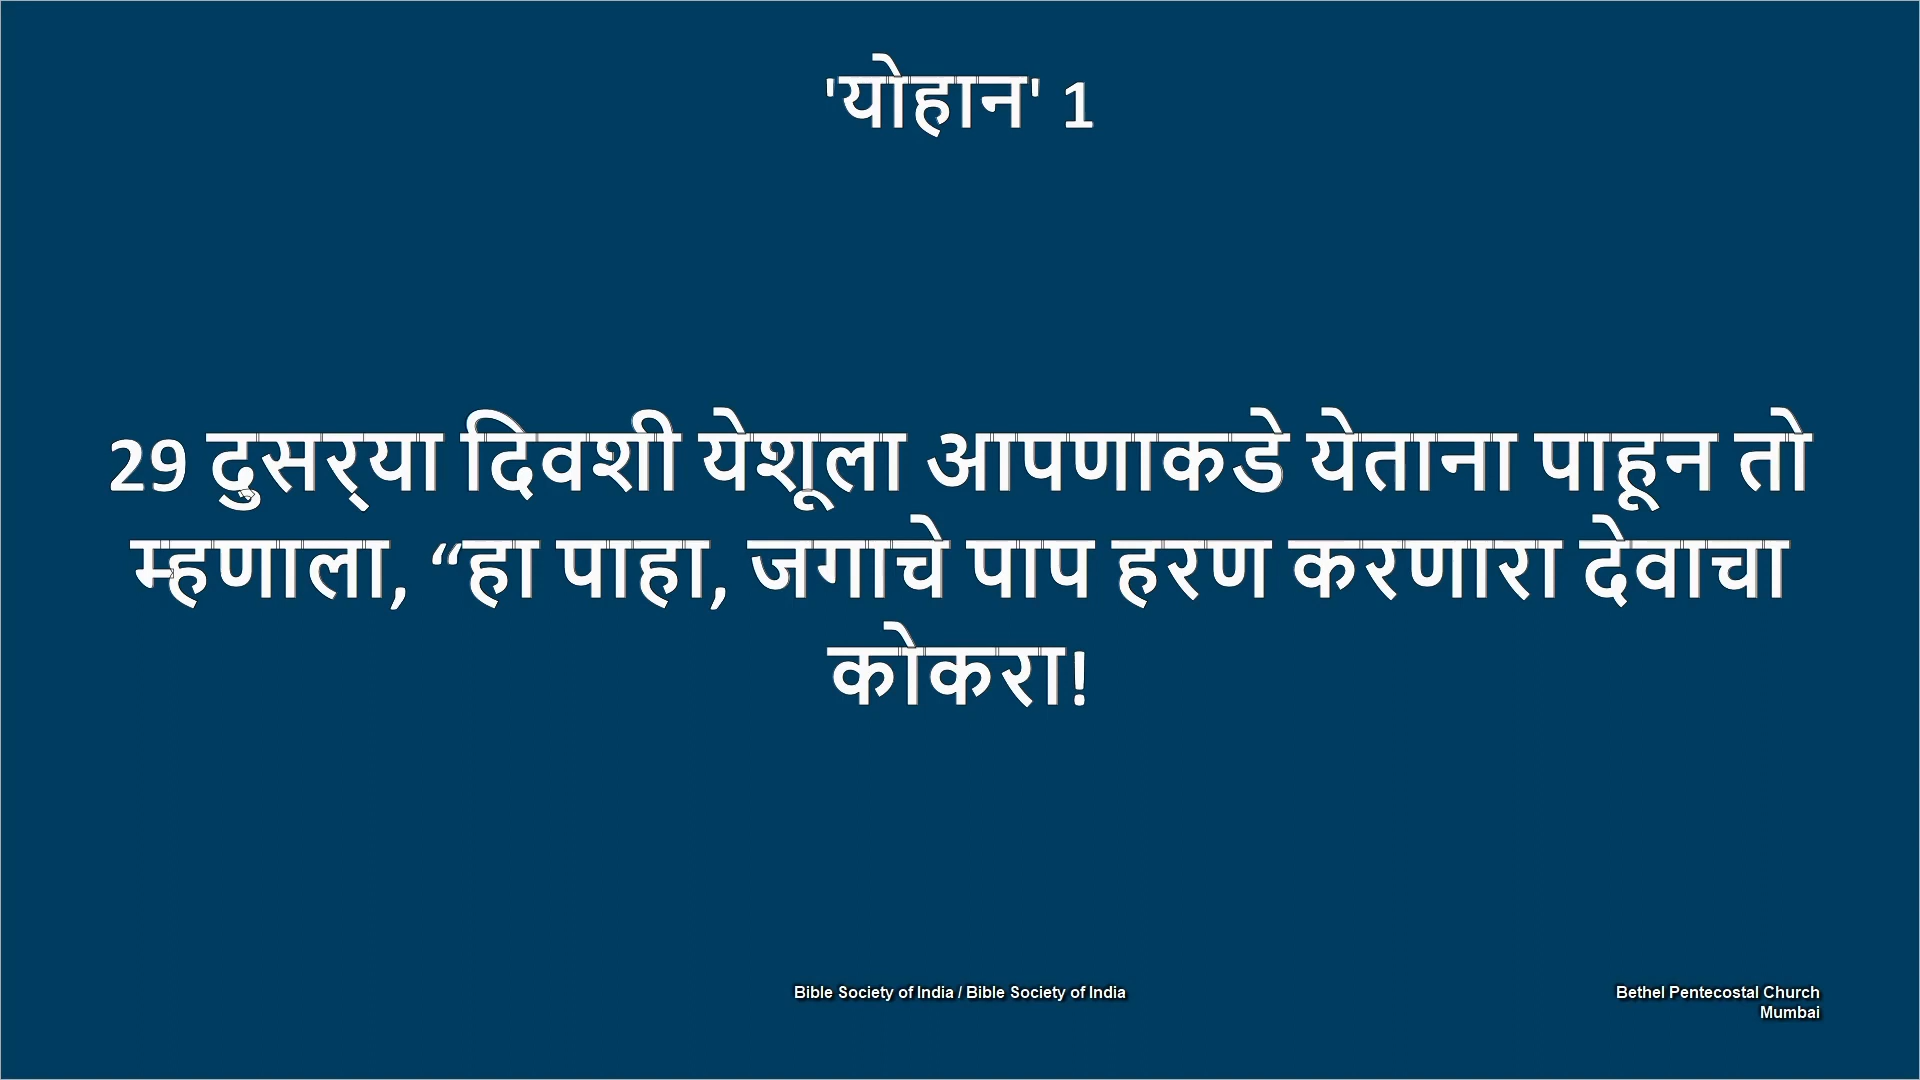 'योहान' 1
29 दुसर्‍या दिवशी येशूला आपणाकडे येताना पाहून तो
म्हणाला, “हा पाहा, जगाचे पाप हरण करणारा देवाचा
कोकरा!
Bible Society of India / Bible Society of India
Bethel Pentecostal Church
Mumbai